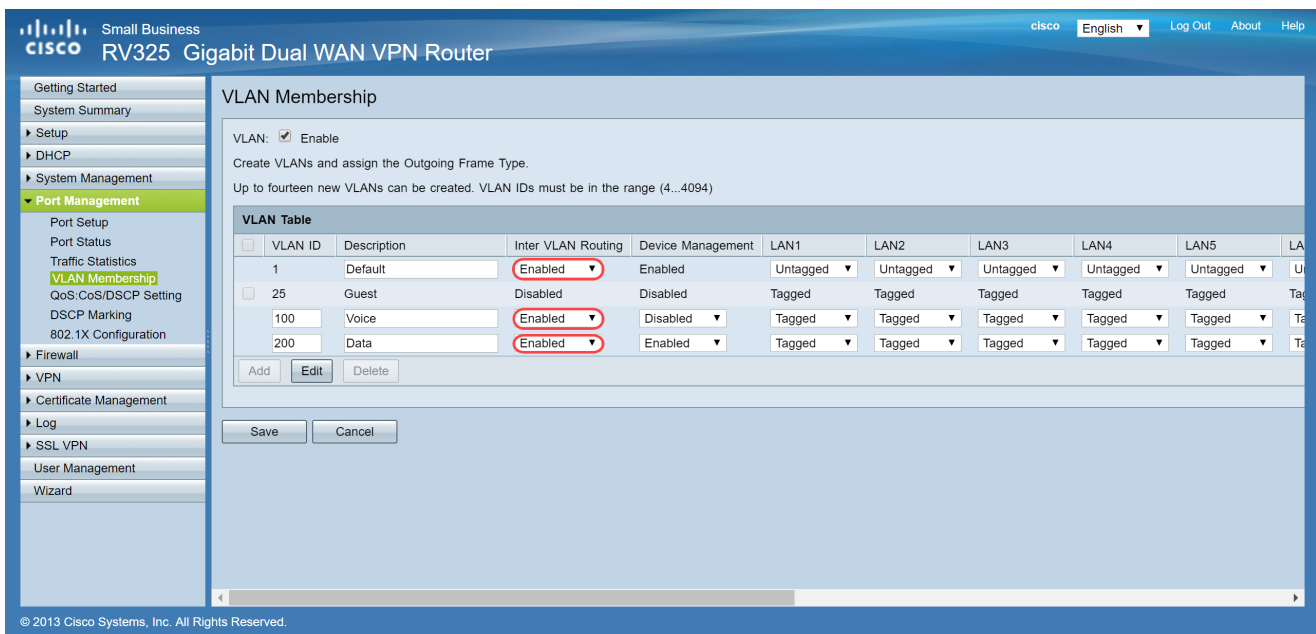 Small Business
cisco English Log Out About Help
CISCO RV325 Gigabit Dual WAN VPN Router
Getting Started
System Summary
Setup
DHCP
System Management
Port Management
Port Setup
Port Status
Traffic Statistics
VLAN Membership
QoS:CoS/DSCP Setting
DSCP Marking
802.1X Configuration
Firewall
VPN
Certificate Management
Log
SSL VPN
User Management
Wizard
VLAN Membership
VLAN: Enable
Create VLANs and assign the Outgoing Frame Type.
Up to fourteen new VLANs can be created. VLAN IDs must be in the range (4...4094)
VLAN Table
VLAN ID Description Inter VLAN Routing Device Management LAN1 LAN2 LAN3 LAN4 LAN5 LA
1 Default Enabled Enabled Untagged Untagged Untagged Untagged Untagged
25 Guest Disabled Disabled Tagged Tagged Tagged Tagged Tagged Tag
100 Voice Enabled Disabled Tagged Tagged Tagged Tagged Tagged Ta
200 Data Enabled Enabled Tagged Tagged Tagged Tagged Tagged Ta
Add Edit Delete
Save Cancel
© 2013 Cisco Systems, Inc. All Rights Reserved.